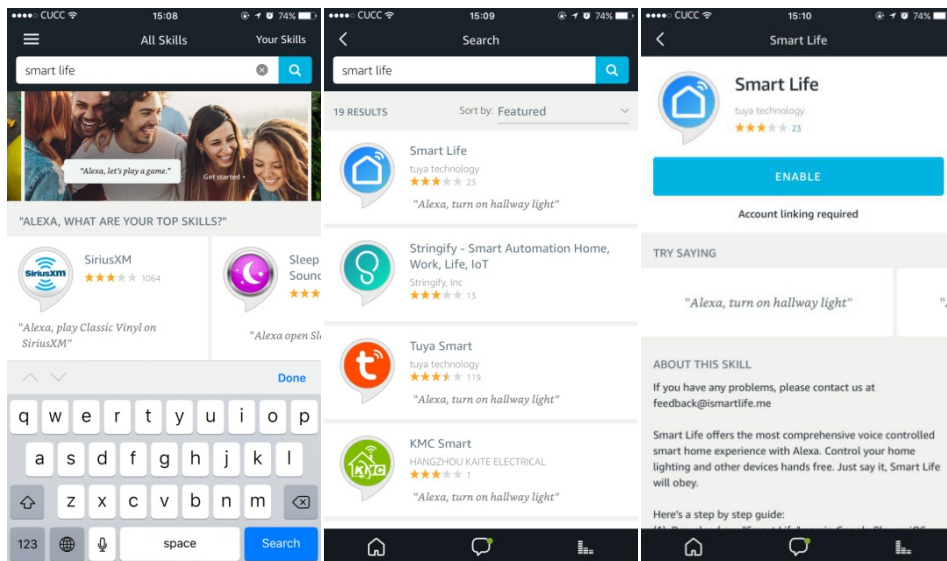 CUCC 15:08 74%
All Skills
Your Skills
smart life
"Alexa, let's play a game."
Get started
"ALEXA, WHAT ARE YOUR TOP SKILLS?"
SiriusXM
SiriusXM
1064
"Alexa, play Classic Vinyl on
SiriusXM"
Sleep
Sound
"Alexa open
Done
q w e r t y u i o p
a s d f g h j k l
z x c v b n m
123 space Search
CUCC 15:09 74%
Search
smart life
19 RESULTS
Sort by: Featured
Smart Life
tuya technology
23
"Alexa, turn on hallway light"
Stringify - Smart Automation Home,
Work, Life, IoT
Stringify, Inc
13
Tuya Smart
tuya technology
119
"Alexa, turn on hallway light"
KMC
KMC Smart
HANGZHOU KAITE ELECTRICAL
1
"Alexa, turn on hallway light"
CUCC 15:10 74%
Smart Life
Smart Life
tuya technology
23
ENABLE
Account linking required
TRY SAYING
"Alexa, turn on hallway light"
ABOUT THIS SKILL
If you have any problems, please contact us at
feedback@ismartlife.me
Smart Life offers the most comprehensive voice controlled
smart home experience with Alexa. Control your home
lighting and other devices hands free. Just say it, Smart Life
will obey.
Here's a step by step guide: